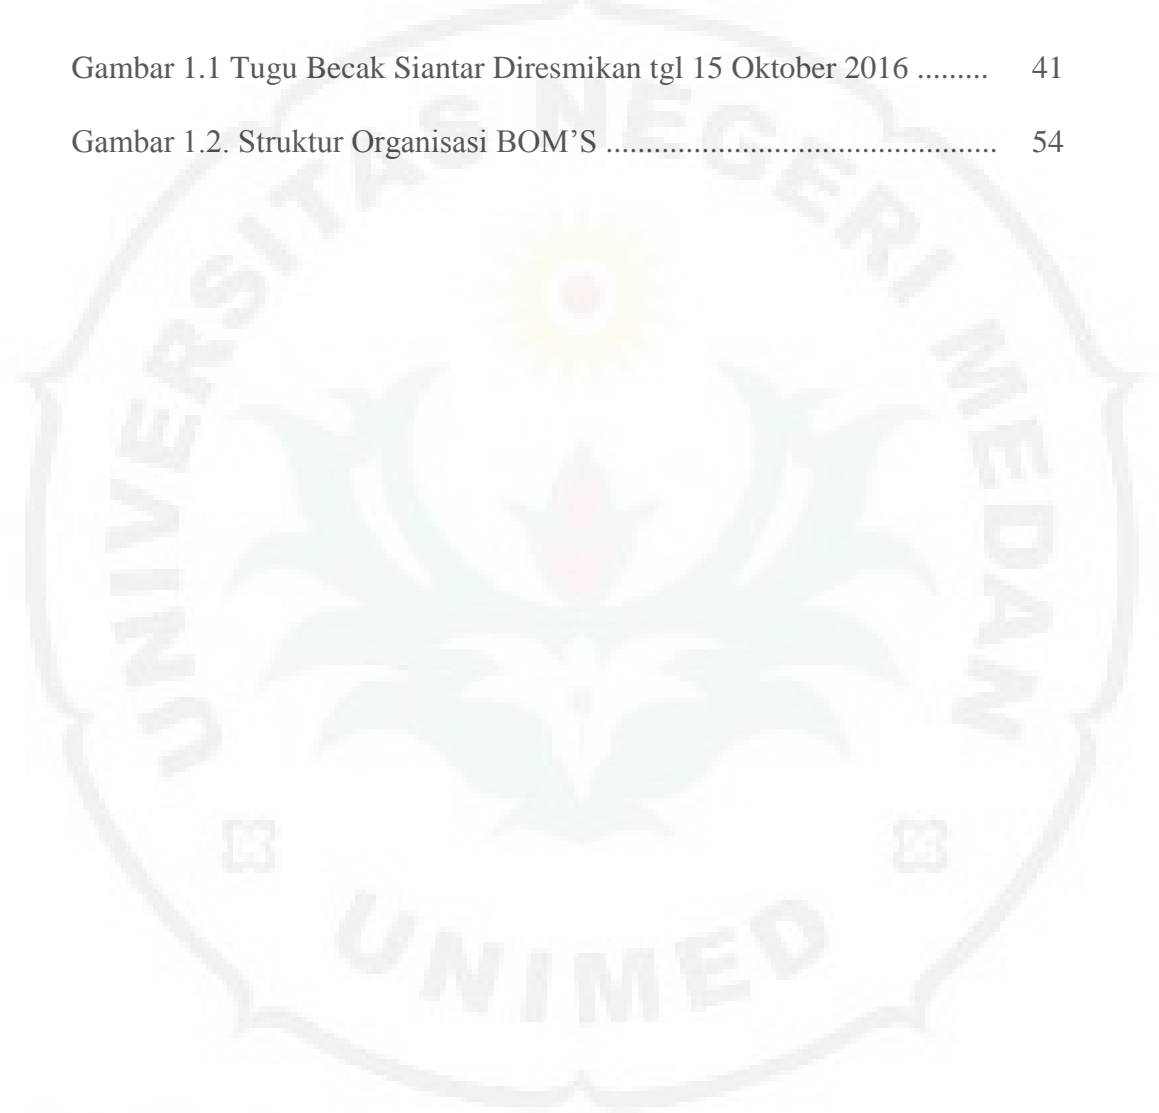 Gambar 1.1 Tugu Becak Siantar Diresmikan tgl 15 Oktober 2016 ......... 41
Gambar 1.2. Struktur Organisasi BOM’S ............................................ 54
UNIVERSITAS NEGERI MEDAN
UNIMED